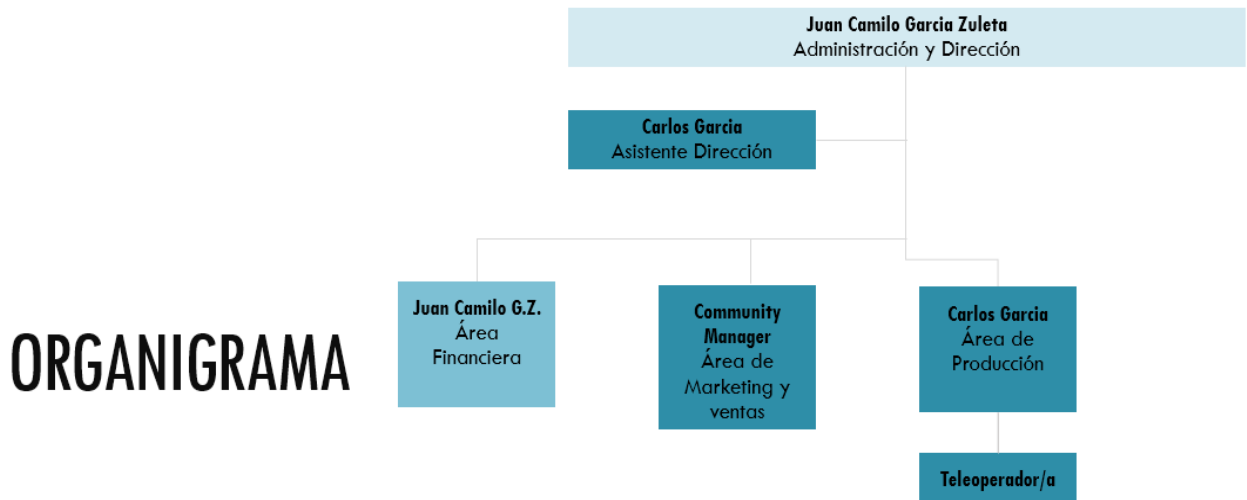 Juan Camilo Garcia Zuleta
Administración y Dirección
Carlos Garcia
Asistente Dirección
ORGANIGRAMA
Juan Camilo G.Z.
Área
Financiera
Community
Manager
Área de
Marketing y
ventas
Carlos Garcia
Área de
Producción
Teleoperador/a